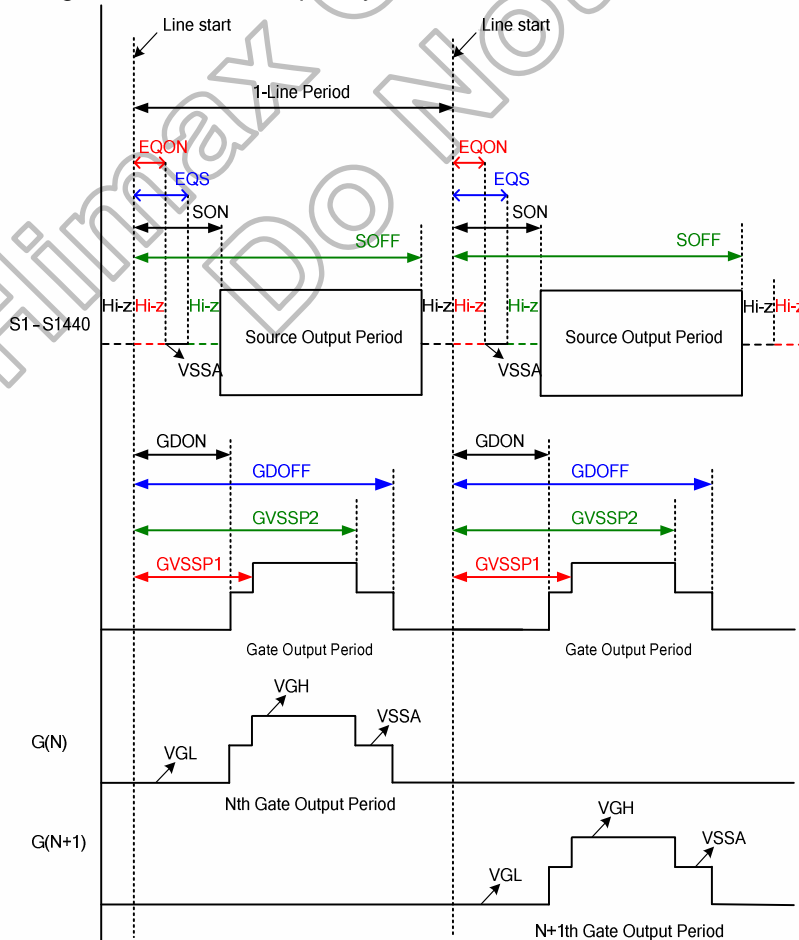 Line start
Line start
1-Line Period
EQON
EQON
EQS
EQS
SON
SON
SOFF
SOFF
Hi-z
Hi-z
Hi-z
Hi-z
Hi-z
Hi-z
Hi-z
S1-S1440
Source Output Period
Source Output Period
VSSA
VSSA
GDON
GDON
GDOFF
GDOFF
GVSSP2
GVSSP2
GVSSP1
GVSSP1
Gate Output Period
Gate Output Period
VGH
VSSA
G(N)
VGL
Nth Gate Output Period
VGH
G(N+1)
VSSA
VGL
N+1th Gate Output Period
Himax
Do Not